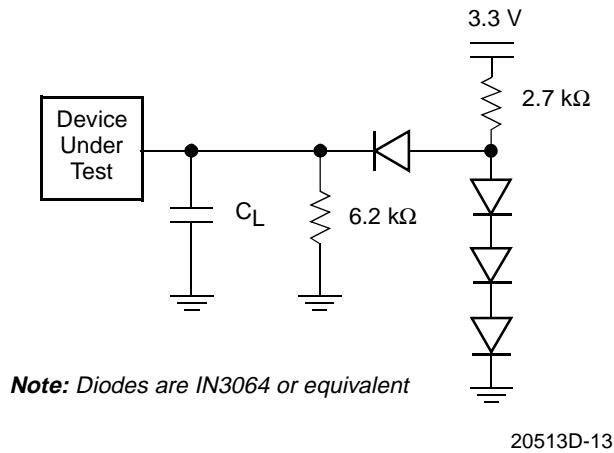 3.3 V
2.7 kΩ
Device
Under
Test
CL
6.2 kΩ
Note: Diodes are IN3064 or equivalent
20513D-13